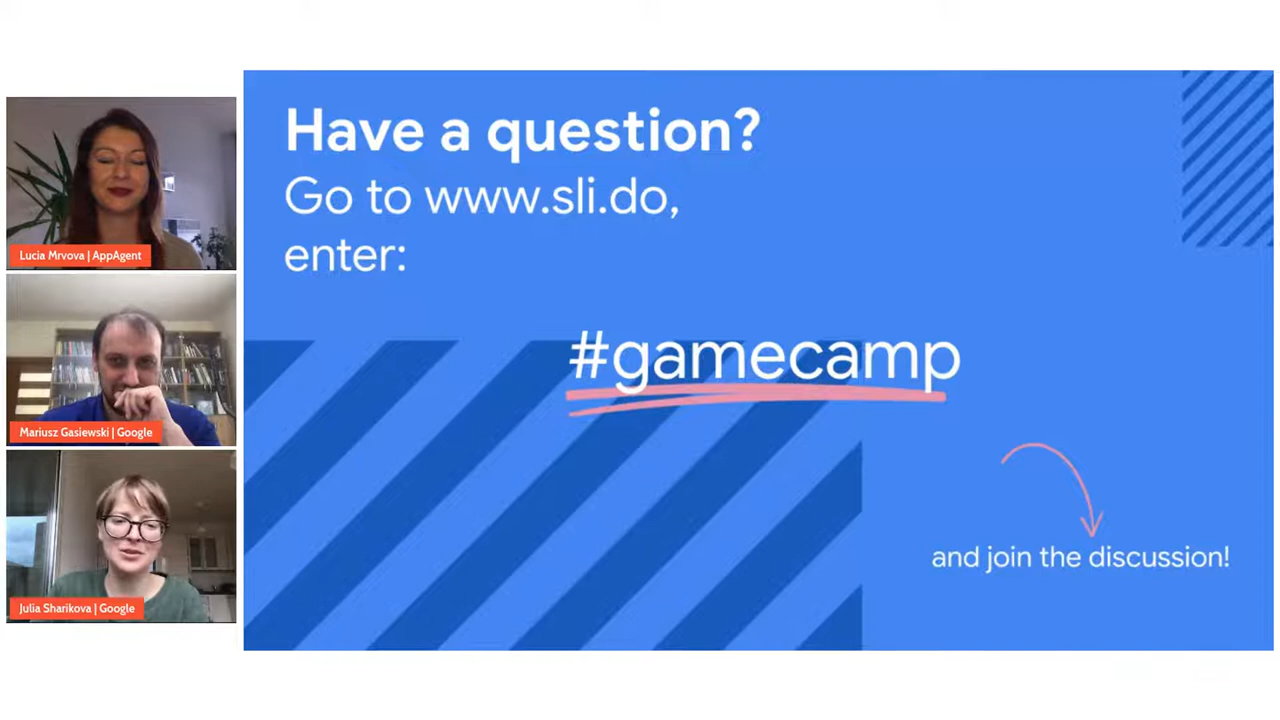 Have a question?
Go to www.sli.do,
enter:
#gamecamp
and join the discussion!
Lucia Mrvova | AppAgent
Mariusz Gasiewski | Google
Julia Sharikova | Google